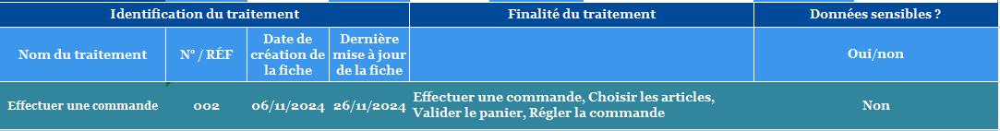 Identification du traitement Finalité du traitement Données sensibles ?
Nom du traitement N° / RÉF Date de création de la fiche Dernière mise à jour de la fiche Oui/non
Effectuer une commande 002 06/11/2024 26/11/2024 Effectuer une commande, Choisir les articles,
Valider le panier, Régler la commande Non